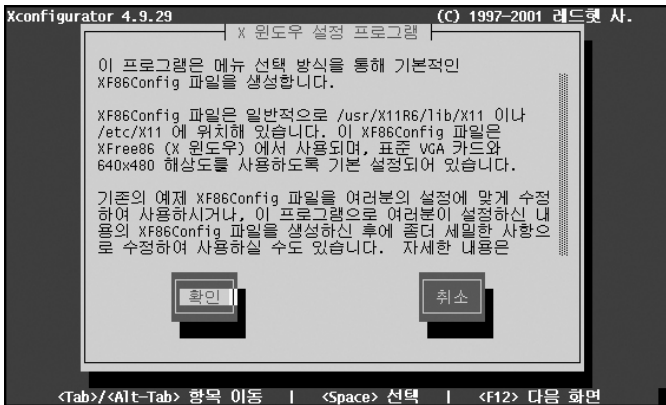 Xconfigurator 4.9.29 (C) 1997-2001 레드햇 사.
X 윈도우 설정 프로그램
이 프로그램은 메뉴 선택 방식을 통해 기본적인
XF86Config 파일을 생성합니다.
XF86Config 파일은 일반적으로 /usr/X11R6/lib/X11 이나
/etc/X11 에 위치해 있습니다. 이 XF86Config 파일은
XFree86 (X 윈도우) 에서 사용되며, 표준 VGA 카드와
640x480 해상도를 사용하도록 기본 설정되어 있습니다.
기존의 예제 XF86Config 파일을 여러분의 설정에 맞게 수정
하여 사용하시거나, 이 프로그램으로 여러분이 설정하신 내
용의 XF86Config 파일을 생성하신 후에 좀더 세밀한 사항으
로 수정하여 사용하실 수도 있습니다. 자세한 내용은
확인 취소
<Tab>/<Alt-Tab> 항목 이동 | <Space> 선택 | <F12> 다음 화면